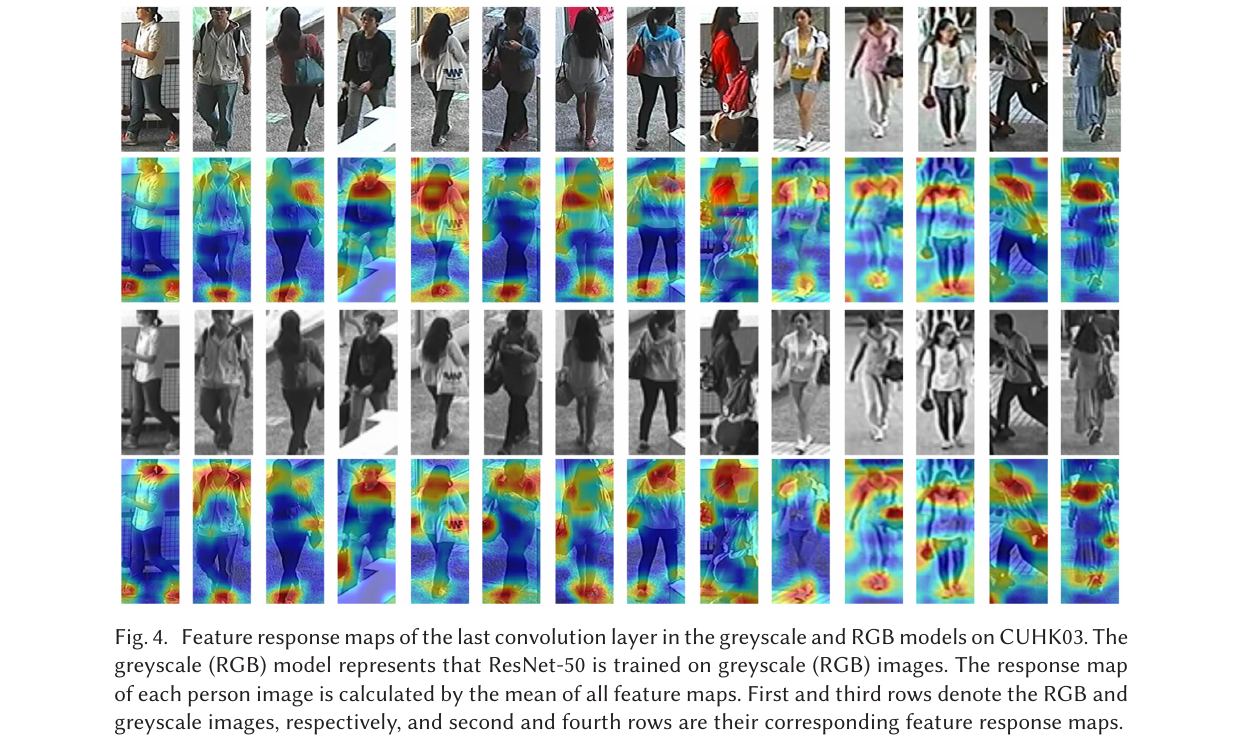 Fig. 4. Feature response maps of the last convolution layer in the greyscale and RGB models on CUHK03. The
greyscale (RGB) model represents that ResNet-50 is trained on greyscale (RGB) images. The response map
of each person image is calculated by the mean of all feature maps. First and third rows denote the RGB and
greyscale images, respectively, and second and fourth rows are their corresponding feature response maps.